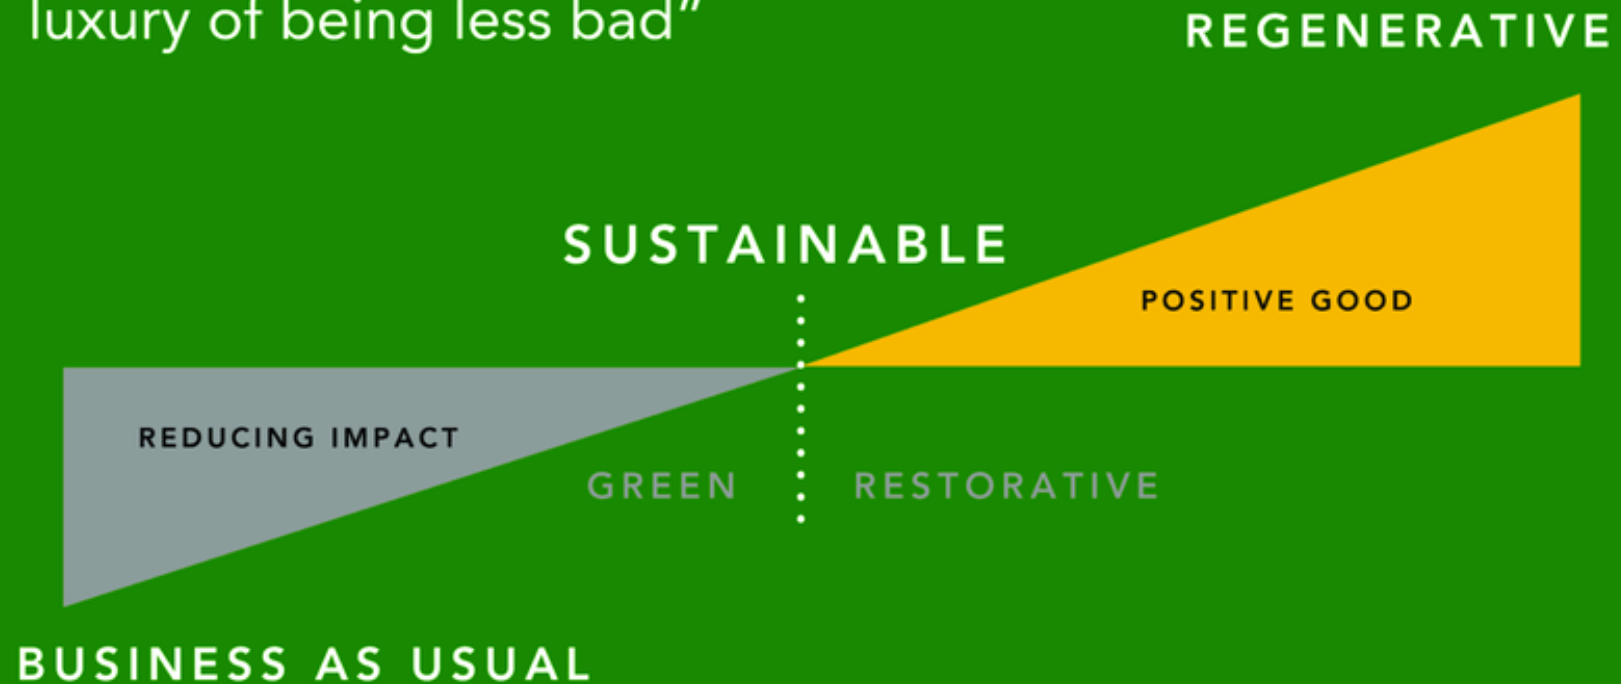 luxury of being less bad”
REGENERATIVE
SUSTAINABLE
POSITIVE GOOD
REDUCING IMPACT
GREEN
RESTORATIVE
BUSINESS AS USUAL